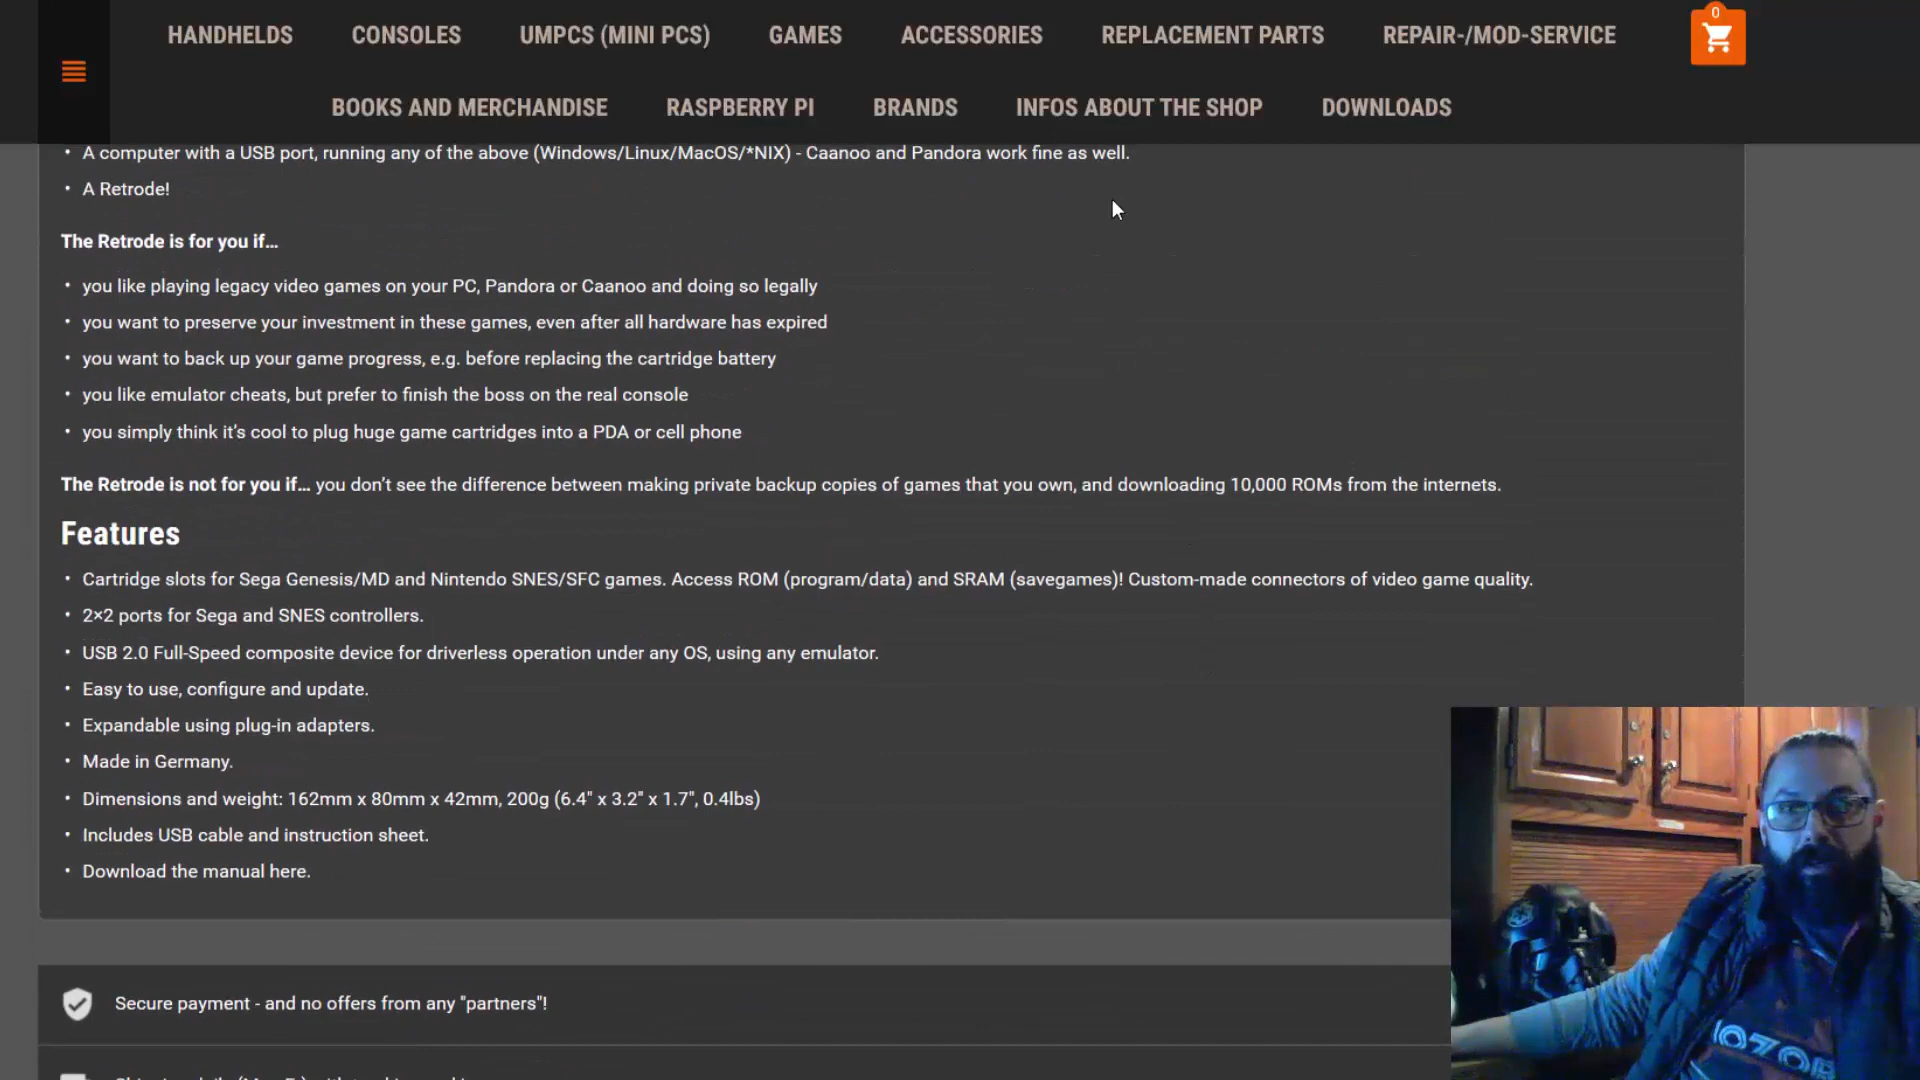 HANDHELDS CONSOLES UMPCS (MINI PCS) GAMES ACCESSORIES REPLACEMENT PARTS REPAIR-/MOD-SERVICE 0
BOOKS AND MERCHANDISE RASPBERRY PI BRANDS INFOS ABOUT THE SHOP DOWNLOADS
• A computer with a USB port, running any of the above (Windows/Linux/MacOS/*NIX) - Caanoo and Pandora work fine as well.
• A Retrode!
The Retrode is for you if…
• you like playing legacy video games on your PC, Pandora or Caanoo and doing so legally
• you want to preserve your investment in these games, even after all hardware has expired
• you want to back up your game progress, e.g. before replacing the cartridge battery
• you like emulator cheats, but prefer to finish the boss on the real console
• you simply think it’s cool to plug huge game cartridges into a PDA or cell phone
The Retrode is not for you if… you don’t see the difference between making private backup copies of games that you own, and downloading 10,000 ROMs from the internets.
Features
• Cartridge slots for Sega Genesis/MD and Nintendo SNES/SFC games. Access ROM (program/data) and SRAM (savegames)! Custom-made connectors of video game quality.
• 2×2 ports for Sega and SNES controllers.
• USB 2.0 Full-Speed composite device for driverless operation under any OS, using any emulator.
• Easy to use, configure and update.
• Expandable using plug-in adapters.
• Made in Germany.
• Dimensions and weight: 162mm x 80mm x 42mm, 200g (6.4" x 3.2" x 1.7", 0.4lbs)
• Includes USB cable and instruction sheet.
• Download the manual here.
Secure payment - and no offers from any "partners"!